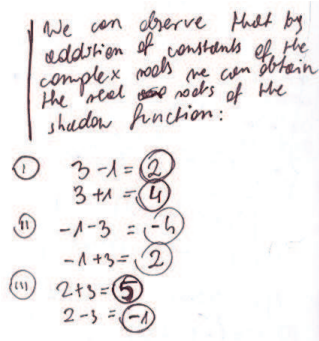 We can observe that by
addition of constants of the
complex roots we can obtain
the real roots of the
shadow function:
(i) 3 - 1 = 2
3 + 1 = 4
(ii) -1 - 3 = -4
-1 + 3 = 2
(iii) 2 + 3 = 5
2 - 3 = -1